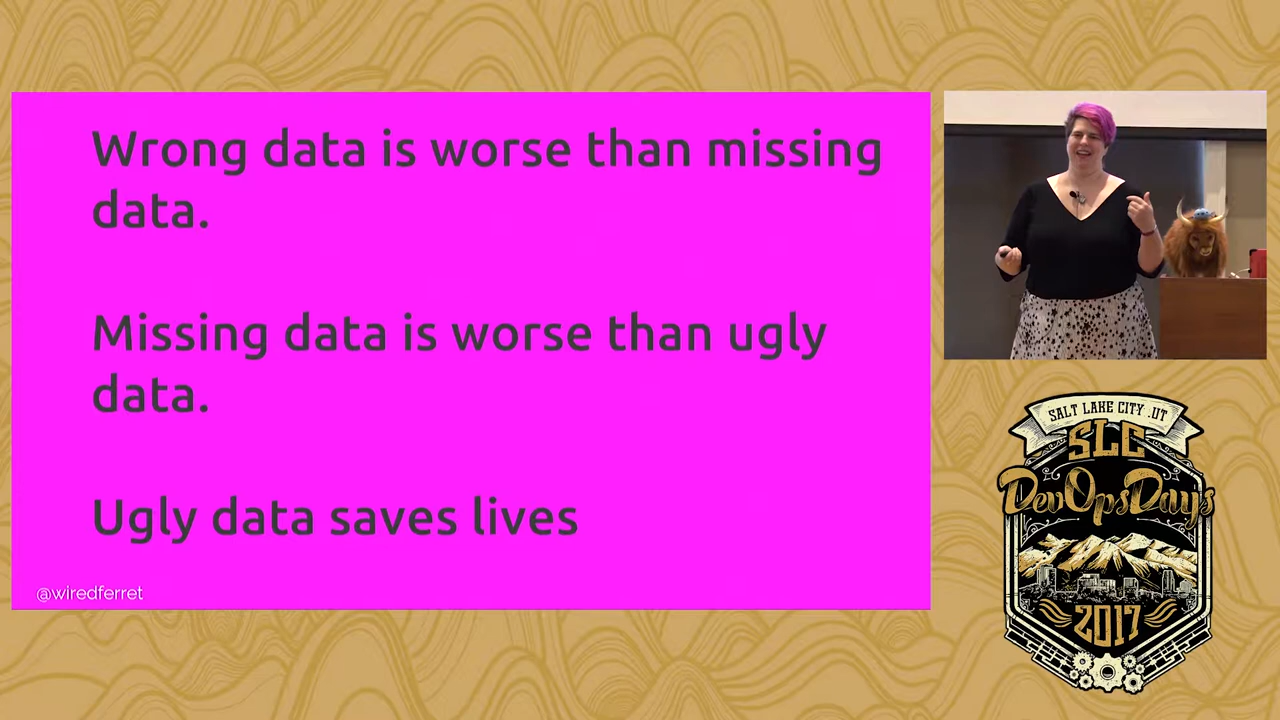 Wrong data is worse than missing
data.
Missing data is worse than ugly
data.
Ugly data saves lives
@wiredferret
SALT LAKE CITY .UT
SLC
DevOpsDays
2017